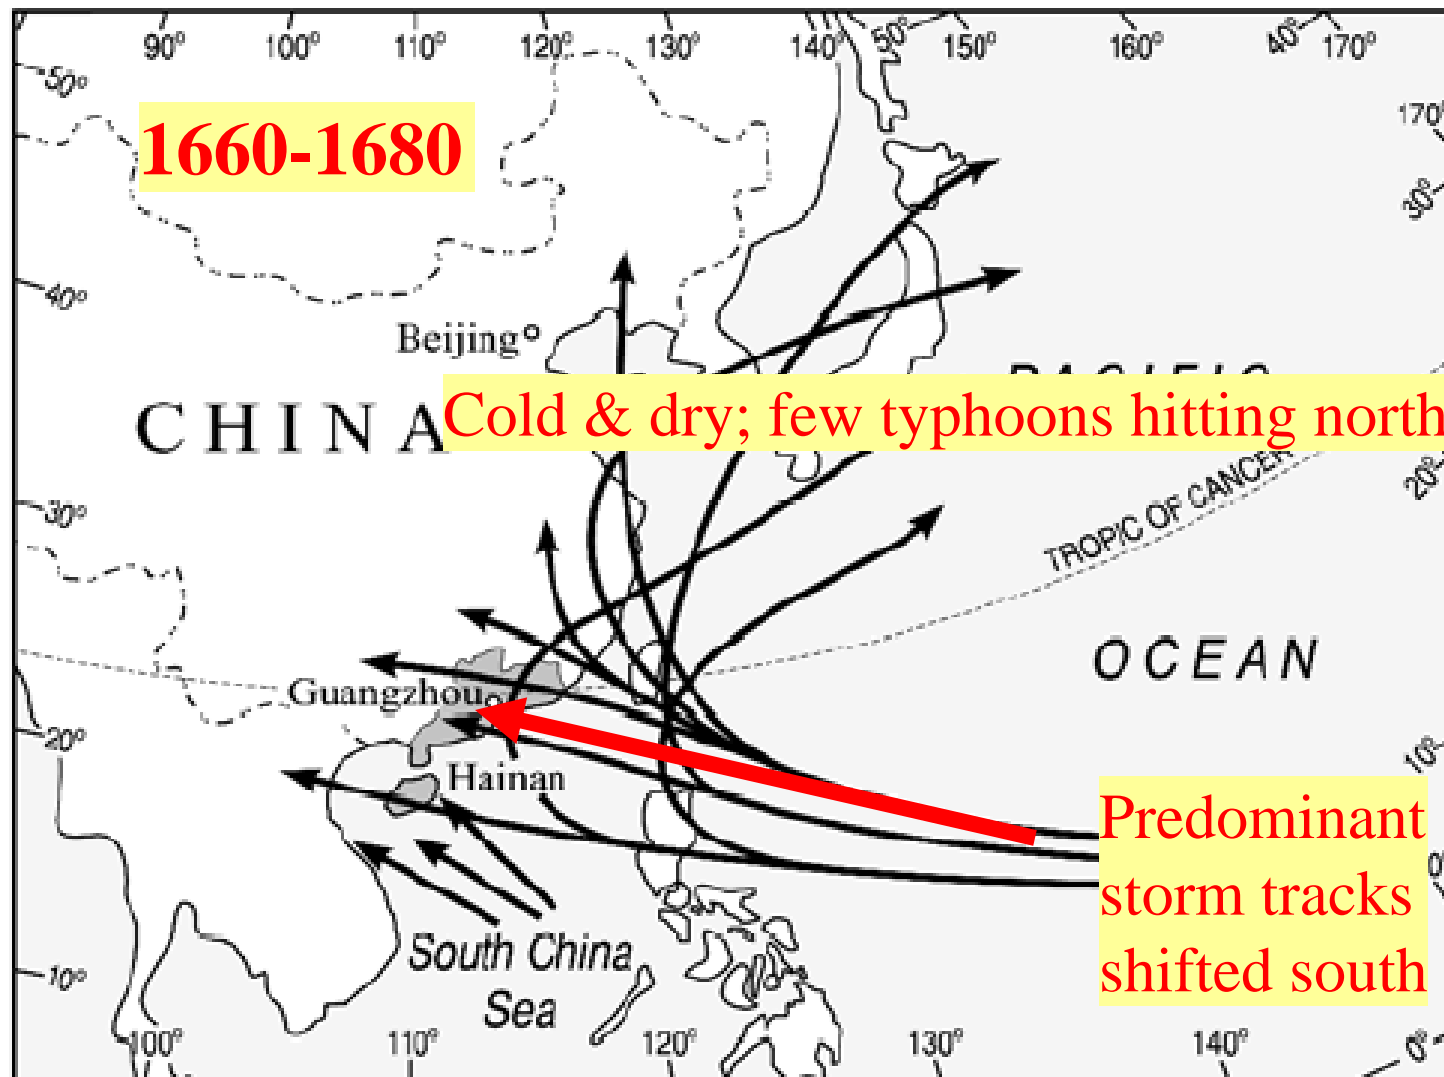 90° 100° 110° 120° 130° 140° 50° 150° 160° 40° 170°
50°
170°
1660-1680
30°
40°
Beijing
CHINA
Cold & dry; few typhoons hitting north
20°
TROPIC OF CANCER
30°
OCEAN
Guangzhou
20°
10°
Hainan
Predominant
storm tracks
shifted south
South China
Sea
10°
100° 110° 120° 130° 140° 0°